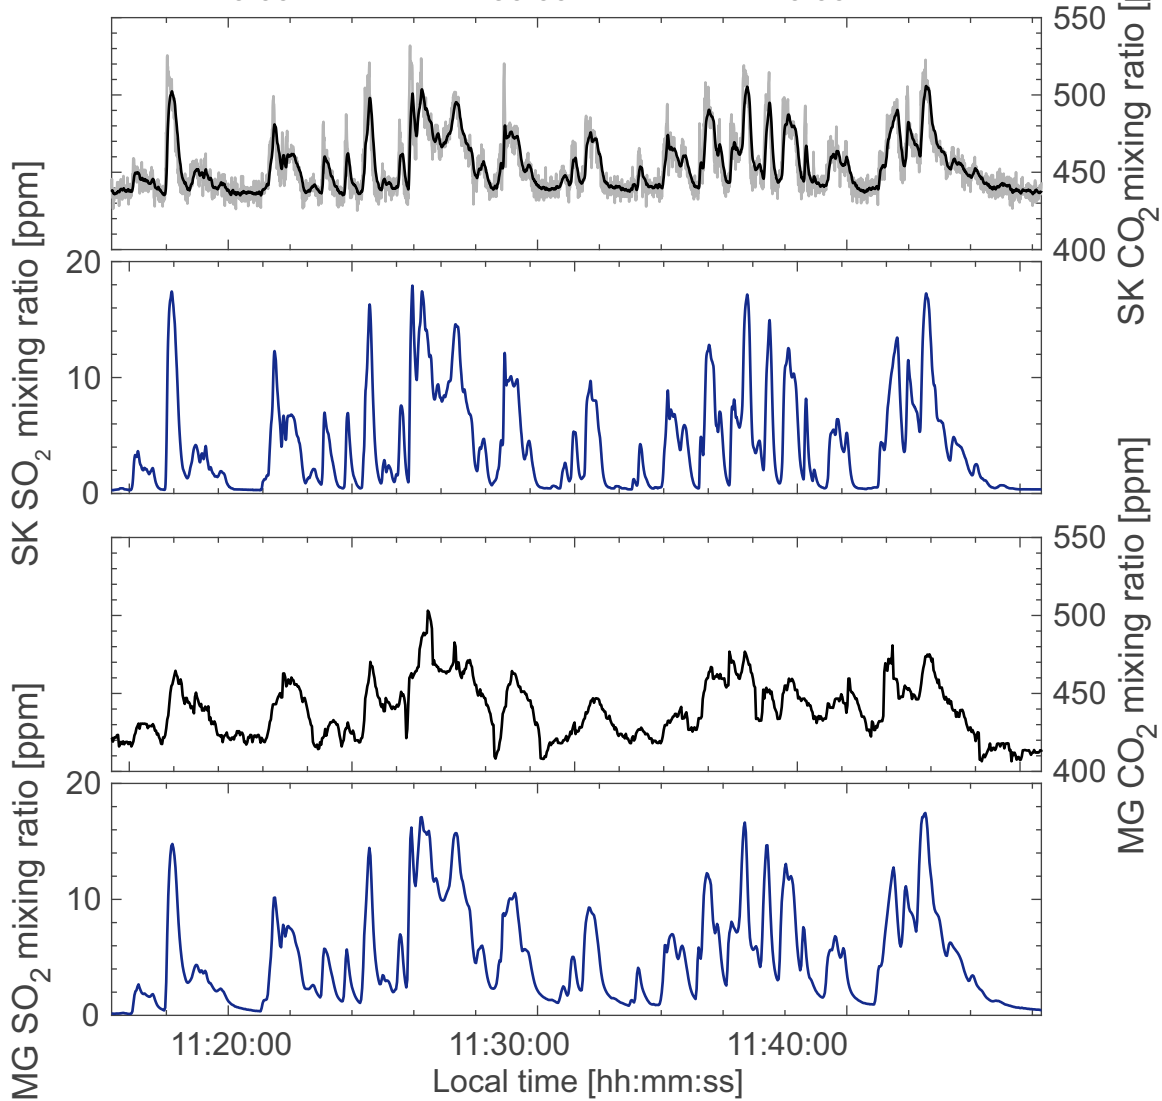 550
500
450
400
SK CO2 mixing ratio [
20
10
0
SK SO2 mixing ratio [ppm]
550
500
450
400
MG CO2 mixing ratio [ppm]
20
10
0
MG SO2 mixing ratio [ppm]
11:20:00 11:30:00 11:40:00
Local time [hh:mm:ss]